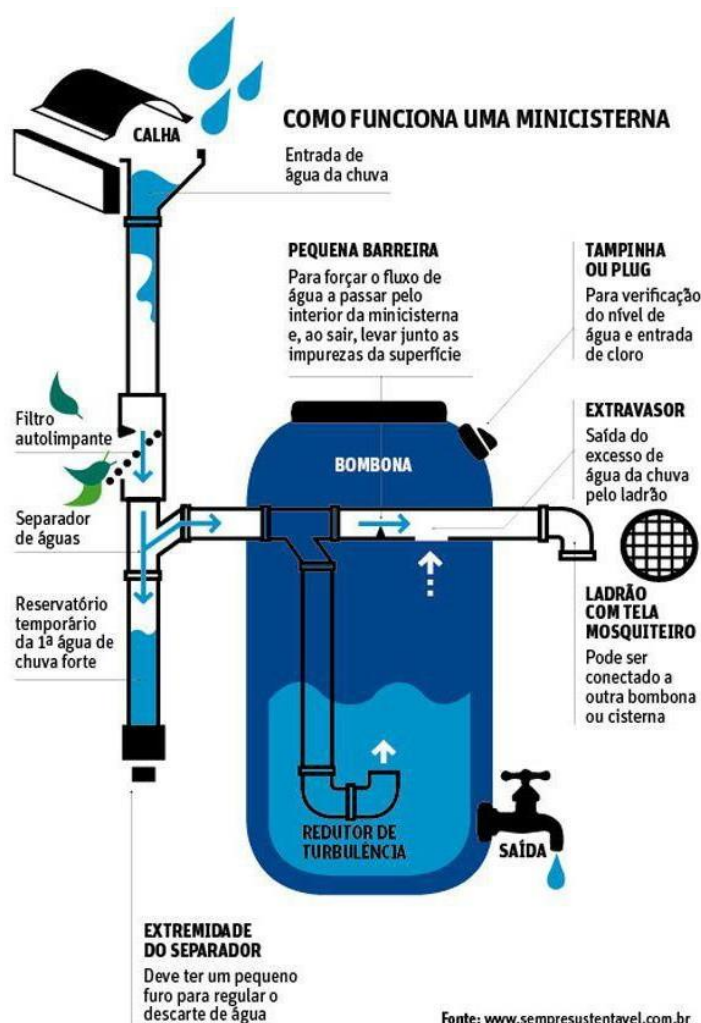 COMO FUNCIONA UMA MINICISTERNA
CALHA
Entrada de
água da chuva
PEQUENA BARREIRA
Para forçar o fluxo de
água a passar pelo
interior da minicisterna
e, ao sair, levar junto as
impurezas da superfície
TAMPINHA
OU PLUG
Para verificação
do nível de
água e entrada
de cloro
Filtro
autolimpante
BOMBONA
EXTRAVASOR
Saída do
excesso de
água da chuva
pelo ladrão
Separador
de águas
Reservatório
temporário
da 1ª água de
chuva forte
LADRÃO
COM TELA
MOSQUITEIRO
Pode ser
conectado a
outra bombona
ou cisterna
REDUTOR DE
TURBULÊNCIA
SAÍDA
EXTREMIDADE
DO SEPARADOR
Deve ter um pequeno
furo para regular o
descarte de água
Fonte: www.sempresustentavel.com.br